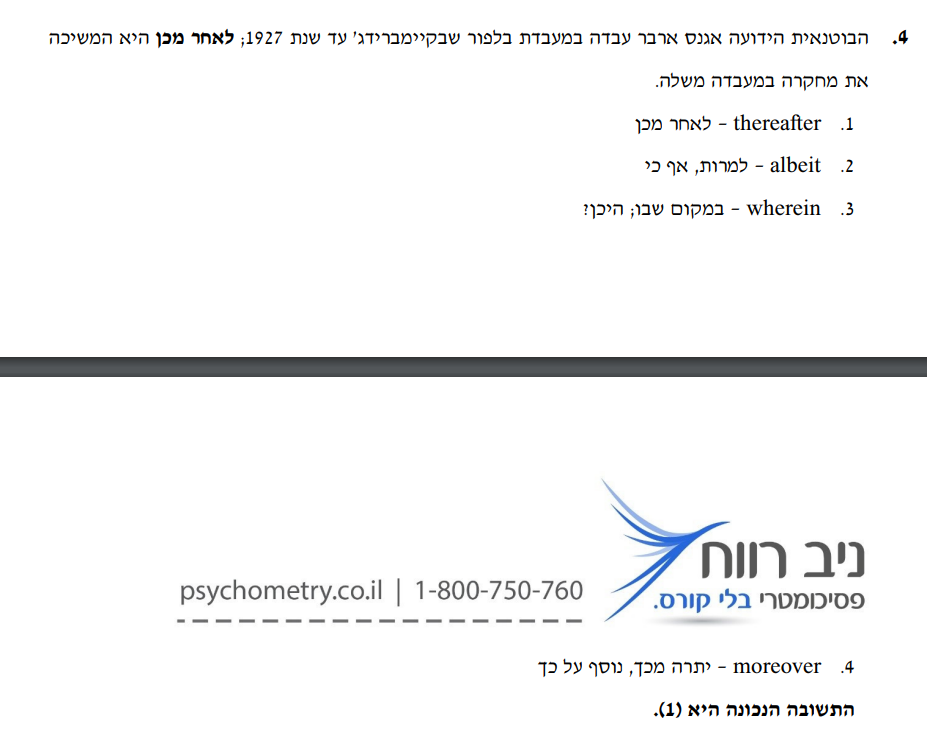 4. הבוטנאית הידועה אגנס ארבר עבדה במעבדת בלפור שבקיימברידג' עד שנת 1927; לאחר מכן היא המשיכה
את מחקרה במעבדה משלה.
1. thereafter – לאחר מכן
2. albeit – למרות, אף כי
3. wherein – במקום שבו; היכן?
ניב רווח
פסיכומטרי בלי קורס.
psychometry.co.il | 1-800-750-760
4. moreover – יתרה מכך, נוסף על כך
התשובה הנכונה היא (1).